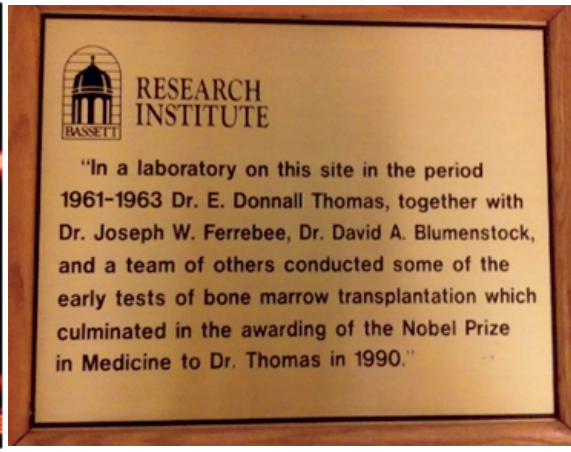 BASSETT
RESEARCH
INSTITUTE
"In a laboratory on this site in the period
1961-1963 Dr. E. Donnall Thomas, together with
Dr. Joseph W. Ferrebee, Dr. David A. Blumenstock,
and a team of others conducted some of the
early tests of bone marrow transplantation which
culminated in the awarding of the Nobel Prize
in Medicine to Dr. Thomas in 1990."